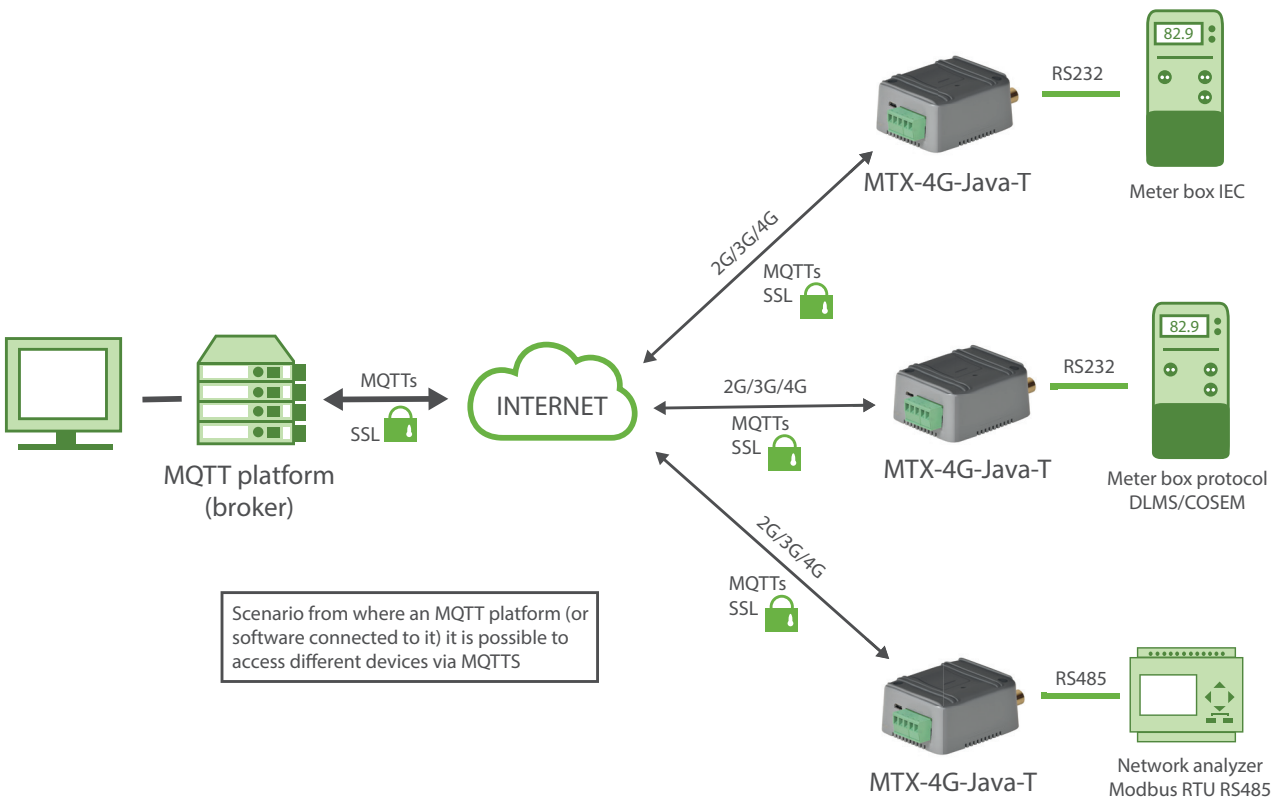 82.9
RS232
MTX-4G-Java-T
Meter box IEC
2G/3G/4G
MQTTs
SSL
82.9
RS232
2G/3G/4G
MQTTs
SSL
MTX-4G-Java-T
Meter box protocol
DLMS/COSEM
MQTTs
SSL
INTERNET
MQTT platform
(broker)
2G/3G/4G
MQTTs
SSL
Scenario from where an MQTT platform (or
software connected to it) it is possible to
access different devices via MQTTS
RS485
MTX-4G-Java-T
Network analyzer
Modbus RTU RS485